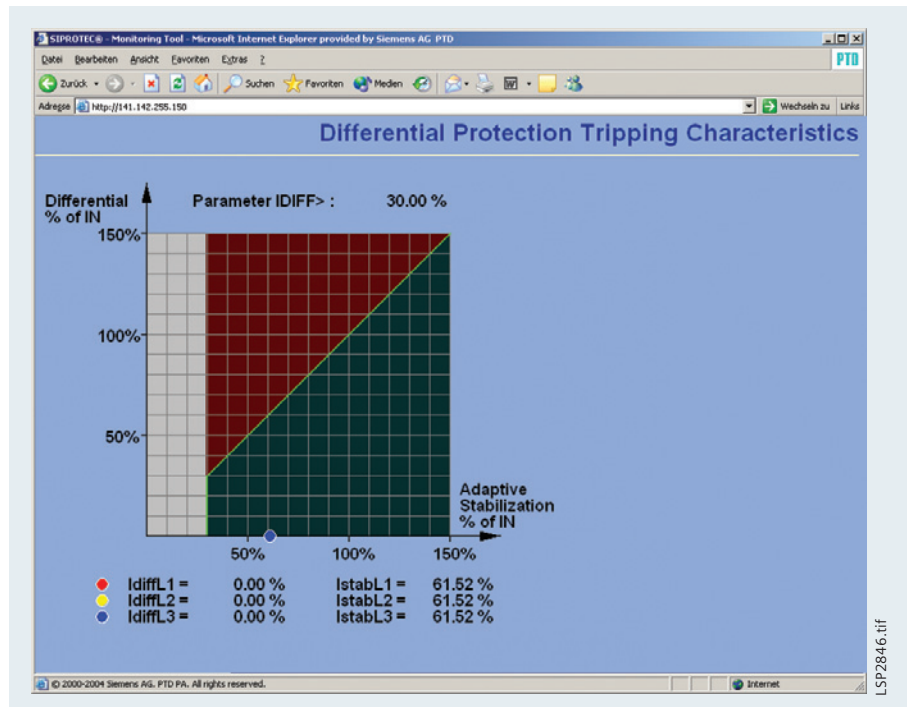 SIPROTEC® - Monitoring Tool - Microsoft Internet Explorer provided by Siemens AG PTD
Datei Bearbeiten Ansicht Favoriten Extras ?
PTD
Zurück Suchen Favoriten Medien
Adresse http://141.142.255.150 Wechseln zu Links
Differential Protection Tripping Characteristics
Differential
% of IN
Parameter IDIFF> : 30.00 %
150%
100%
50%
Adaptive
Stabilization
% of IN
50% 100% 150%
IdiffL1 = 0.00 % IstabL1 = 61.52 %
IdiffL2 = 0.00 % IstabL2 = 61.52 %
IdiffL3 = 0.00 % IstabL3 = 61.52 %
© 2000-2004 Siemens AG. PTD PA. All rights reserved. Internet
LSP2846.tif